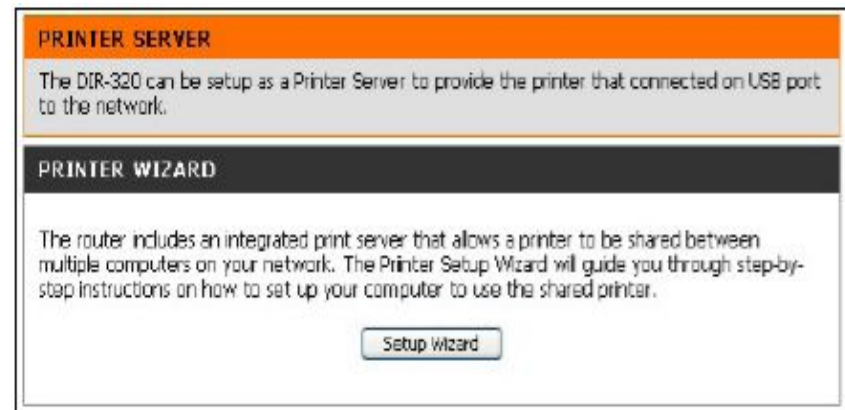 PRINTER SERVER
The DIR-320 can be setup as a Printer Server to provide the printer that connected on USB port
to the network.
PRINTER WIZARD
The router includes an integrated print server that allows a printer to be shared between
multiple computers on your network. The Printer Setup Wizard will guide you through step-by-
step instructions on how to set up your computer to use the shared printer.
Setup Wizard